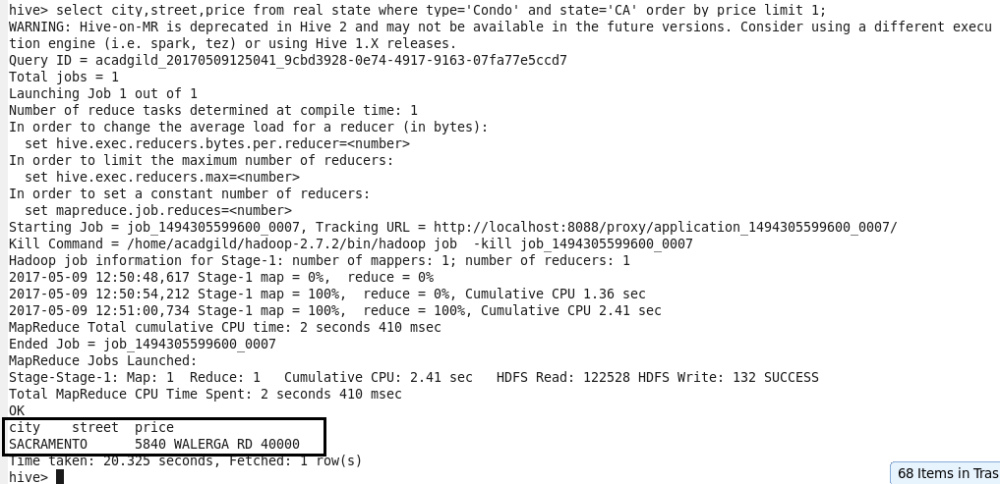 hive> select city,street,price from real state where type='Condo' and state='CA' order by price limit 1;
WARNING: Hive-on-MR is deprecated in Hive 2 and may not be available in the future versions. Consider using a different execu
tion engine (i.e. spark, tez) or using Hive 1.X releases.
Query ID = acadgild_20170509125041_9cbd3928-0e74-4917-9163-07fa77e5ccd7
Total jobs = 1
Launching Job 1 out of 1
Number of reduce tasks determined at compile time: 1
In order to change the average load for a reducer (in bytes):
  set hive.exec.reducers.bytes.per.reducer=<number>
In order to limit the maximum number of reducers:
  set hive.exec.reducers.max=<number>
In order to set a constant number of reducers:
  set mapreduce.job.reduces=<number>
Starting Job = job_1494305599600_0007, Tracking URL = http://localhost:8088/proxy/application_1494305599600_0007/
Kill Command = /home/acadgild/hadoop-2.7.2/bin/hadoop job  -kill job_1494305599600_0007
Hadoop job information for Stage-1: number of mappers: 1; number of reducers: 1
2017-05-09 12:50:48,617 Stage-1 map = 0%,  reduce = 0%
2017-05-09 12:50:54,212 Stage-1 map = 100%,  reduce = 0%, Cumulative CPU 1.36 sec
2017-05-09 12:51:00,734 Stage-1 map = 100%,  reduce = 100%, Cumulative CPU 2.41 sec
MapReduce Total cumulative CPU time: 2 seconds 410 msec
Ended Job = job_1494305599600_0007
MapReduce Jobs Launched:
Stage-Stage-1: Map: 1  Reduce: 1   Cumulative CPU: 2.41 sec   HDFS Read: 122528 HDFS Write: 132 SUCCESS
Total MapReduce CPU Time Spent: 2 seconds 410 msec
OK
city    street  price
SACRAMENTO      5840 WALERGA RD 40000
Time taken: 20.325 seconds, Fetched: 1 row(s)
hive>
68 Items in Tras